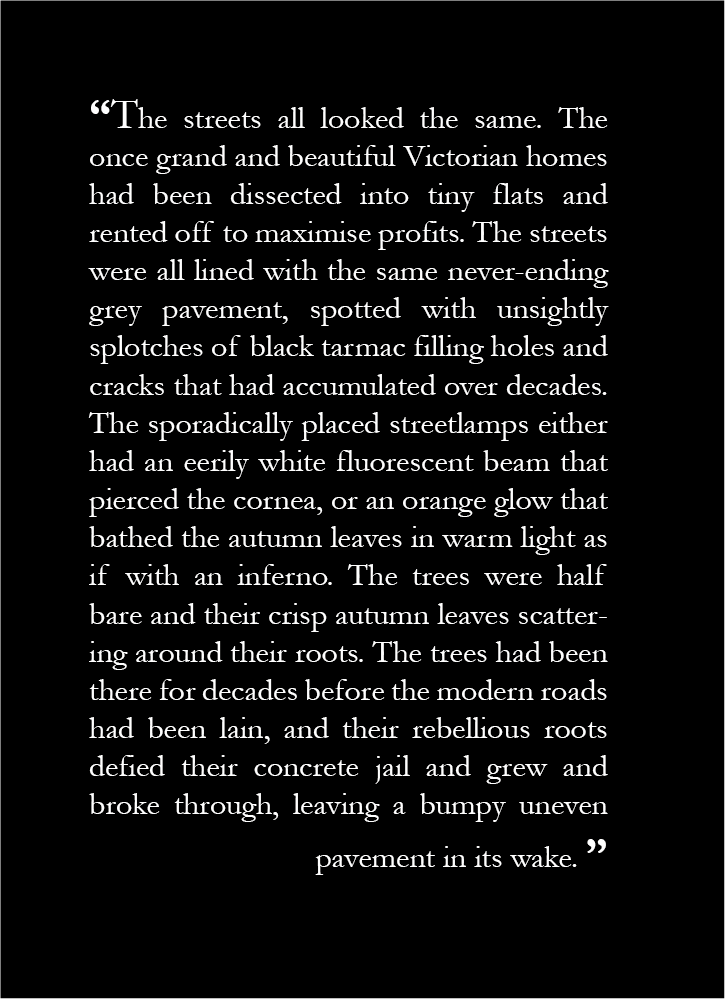 “The streets all looked the same. The
once grand and beautiful Victorian homes
had been dissected into tiny flats and
rented off to maximise profits. The streets
were all lined with the same never-ending
grey pavement, spotted with unsightly
splotches of black tarmac filling holes and
cracks that had accumulated over decades.
The sporadically placed streetlamps either
had an eerily white fluorescent beam that
pierced the cornea, or an orange glow that
bathed the autumn leaves in warm light as
if with an inferno. The trees were half
bare and their crisp autumn leaves scatter-
ing around their roots. The trees had been
there for decades before the modern roads
had been lain, and their rebellious roots
defied their concrete jail and grew and
broke through, leaving a bumpy uneven
pavement in its wake. ”